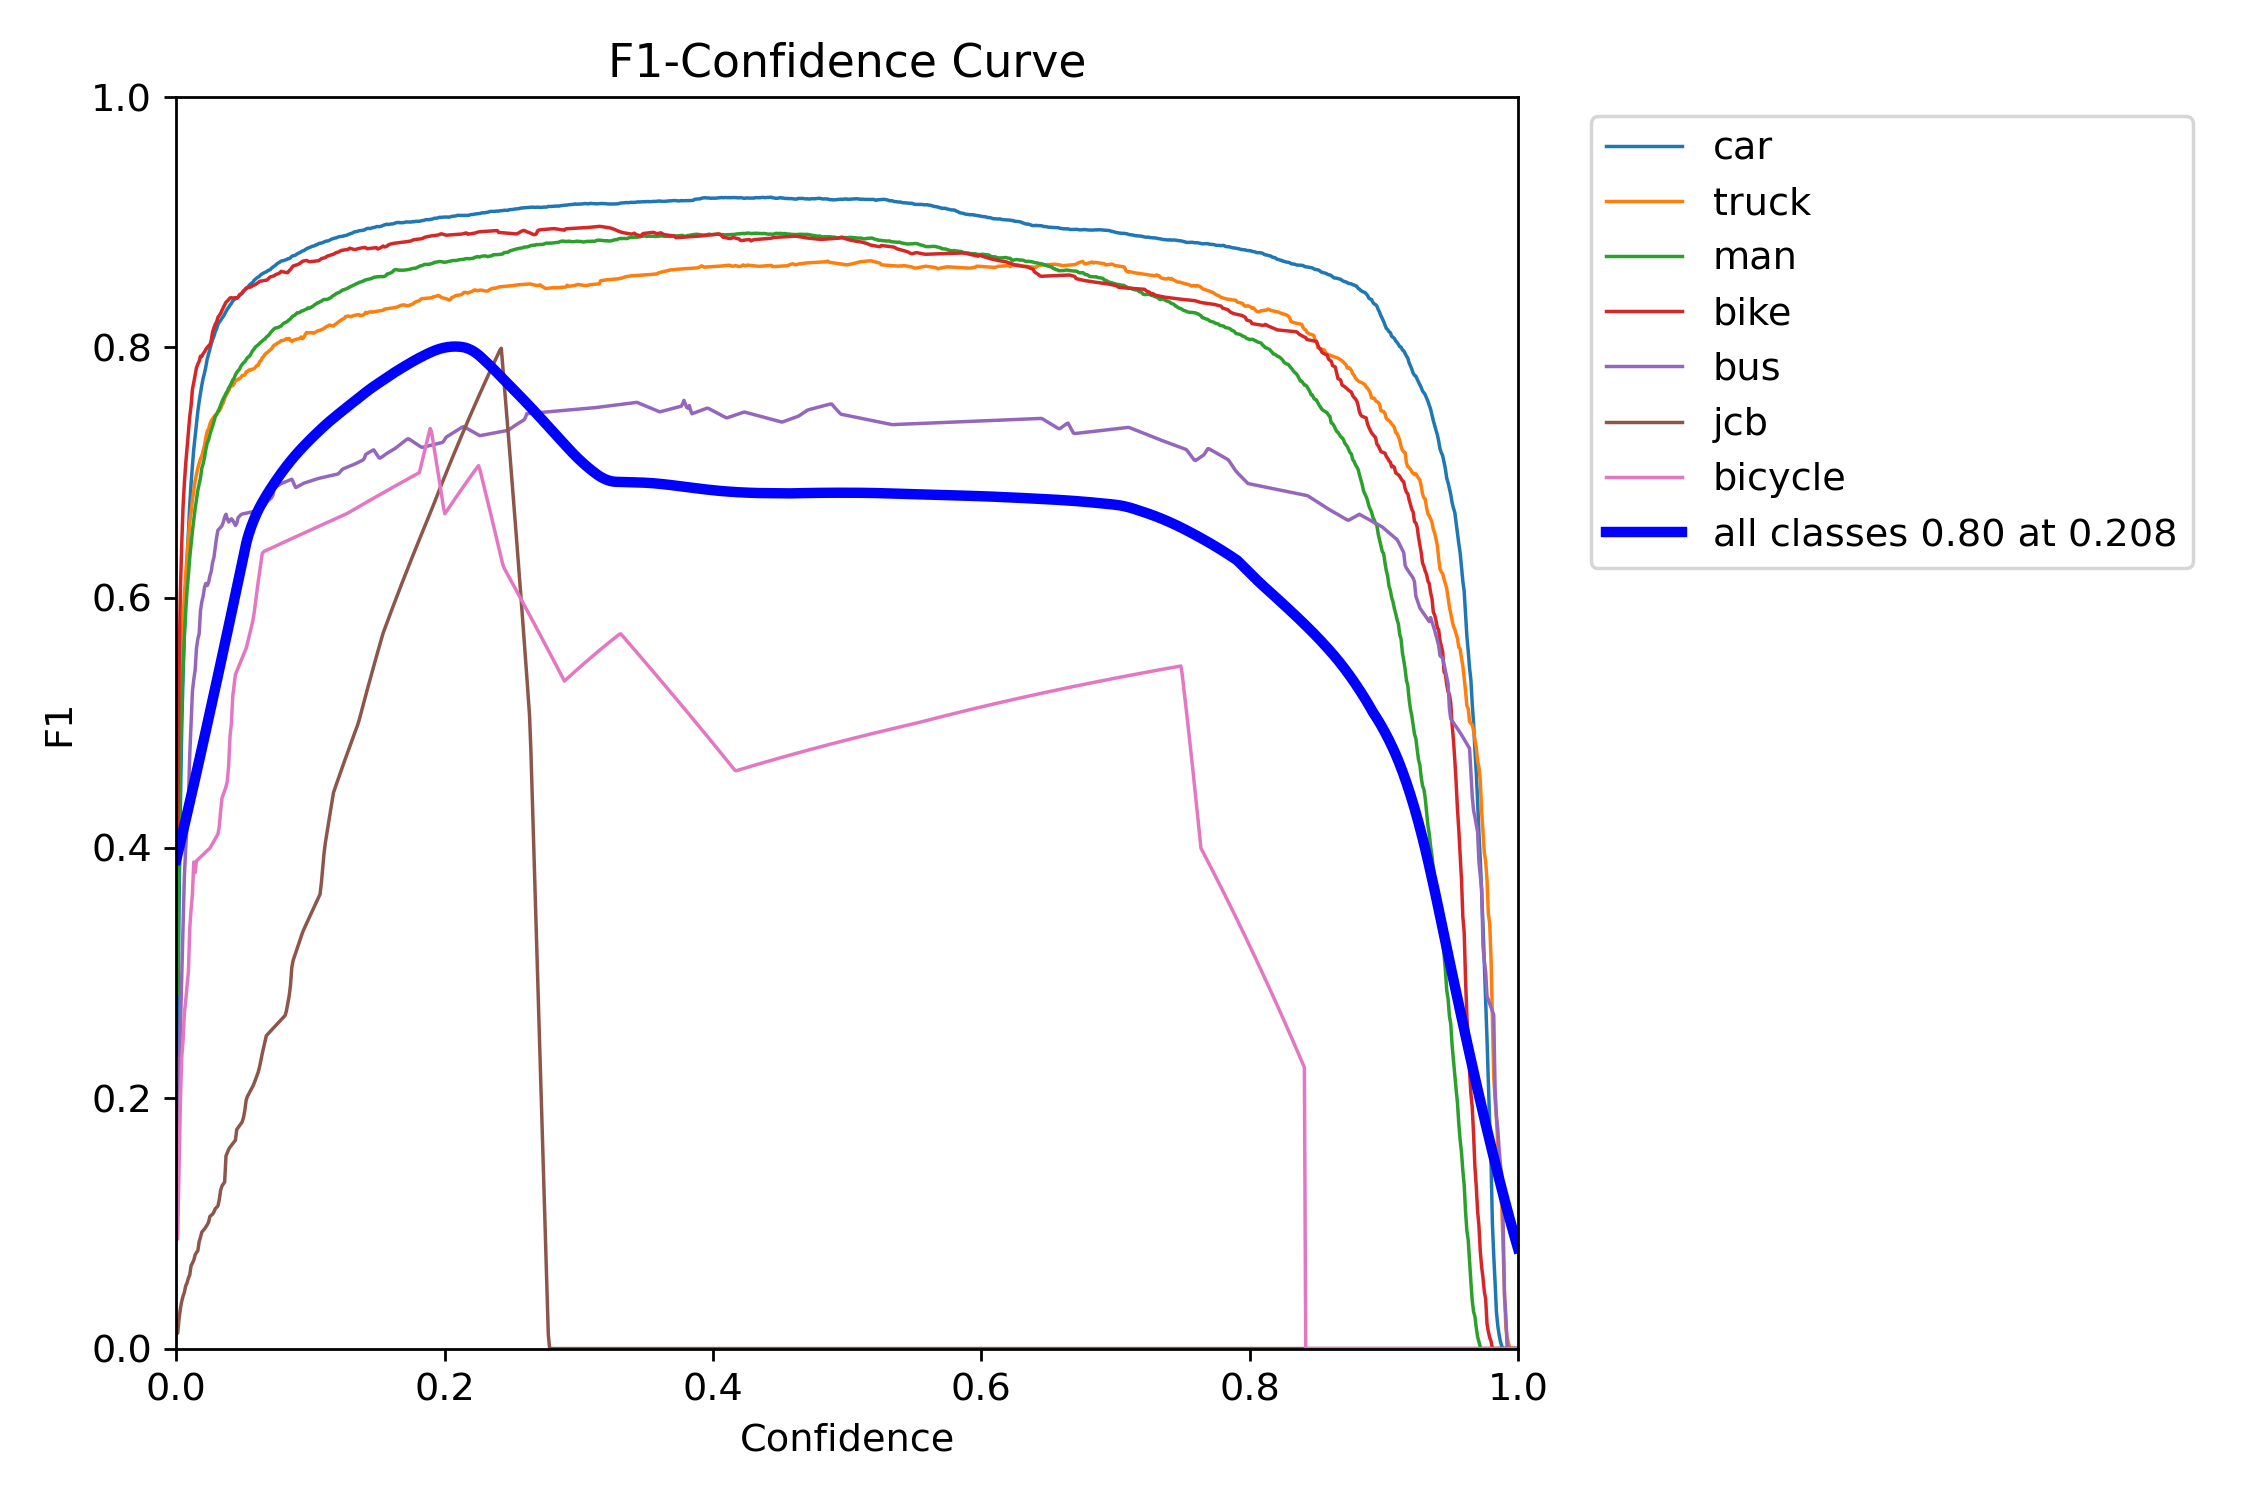 F1-Confidence Curve
1.0
0.8
0.6
0.4
0.2
0.0
F1
0.0 0.2 0.4 0.6 0.8 1.0
Confidence
car
truck
man
bike
bus
jcb
bicycle
all classes 0.80 at 0.208